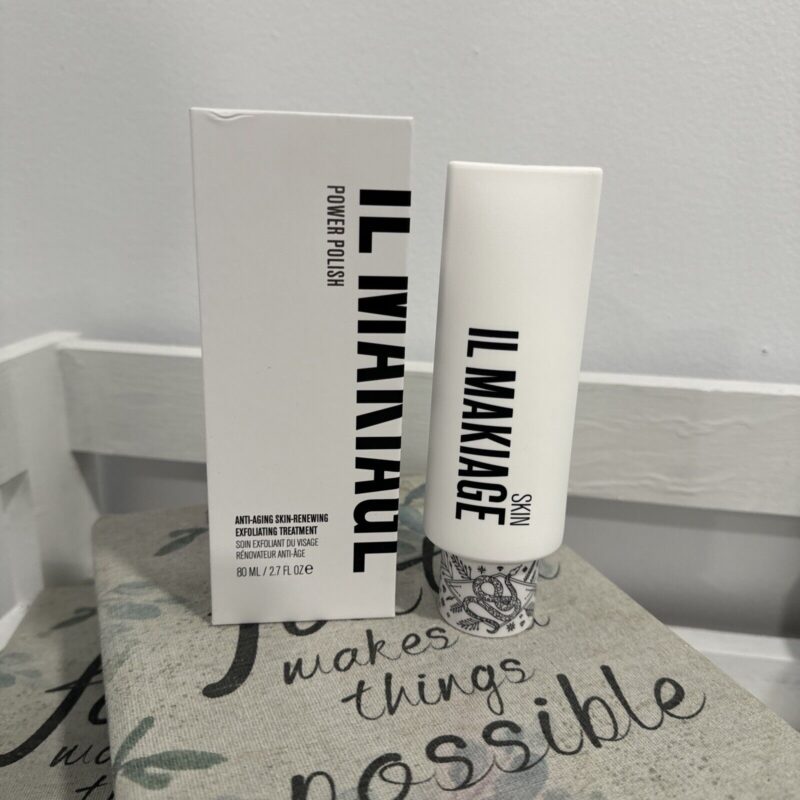 IL MAKIAGE
POWER POLISH
ANTI-AGING SKIN-RENEWING
EXFOLIATING TREATMENT
SOIN EXFOLIANT DU VISAGE
RÉNOVATEUR ANTI-ÂGE
80 ML / 2.7 FL OZ℮
IL MAKIAGE
SKIN
makes
things
possible